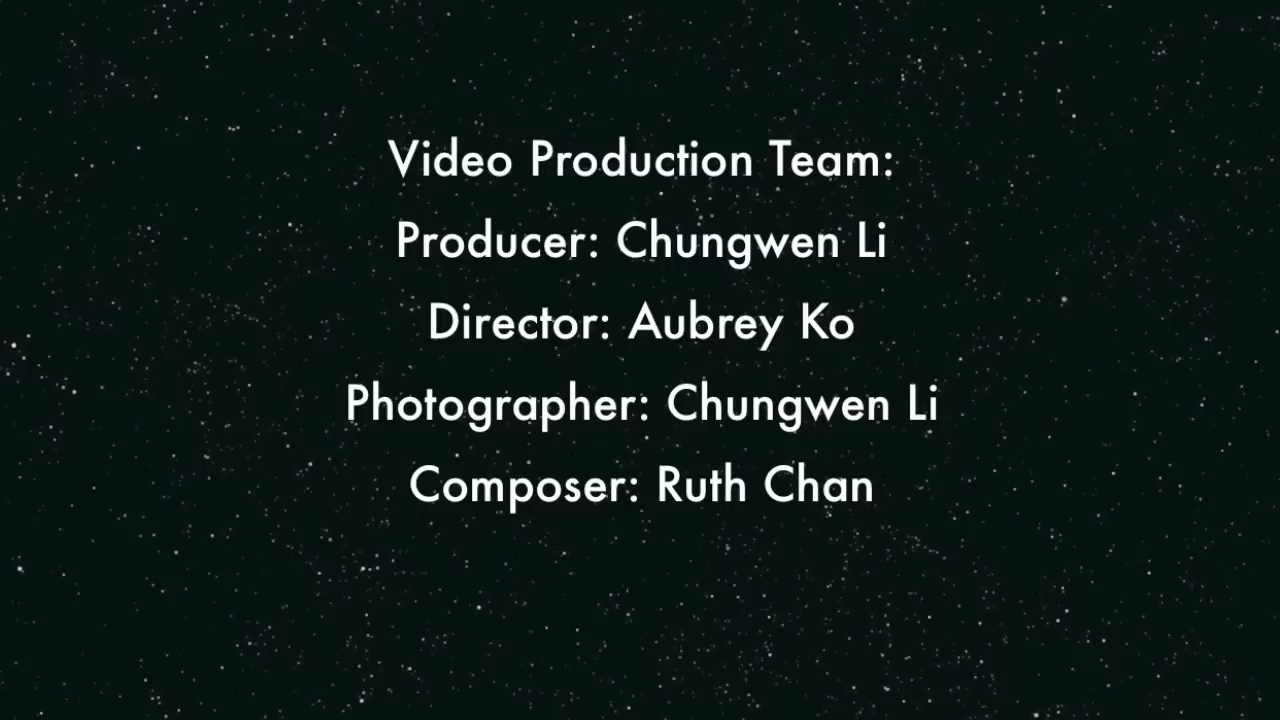 Video Production Team:
Producer: Chungwen Li
Director: Aubrey Ko
Photographer: Chungwen Li
Composer: Ruth Chan